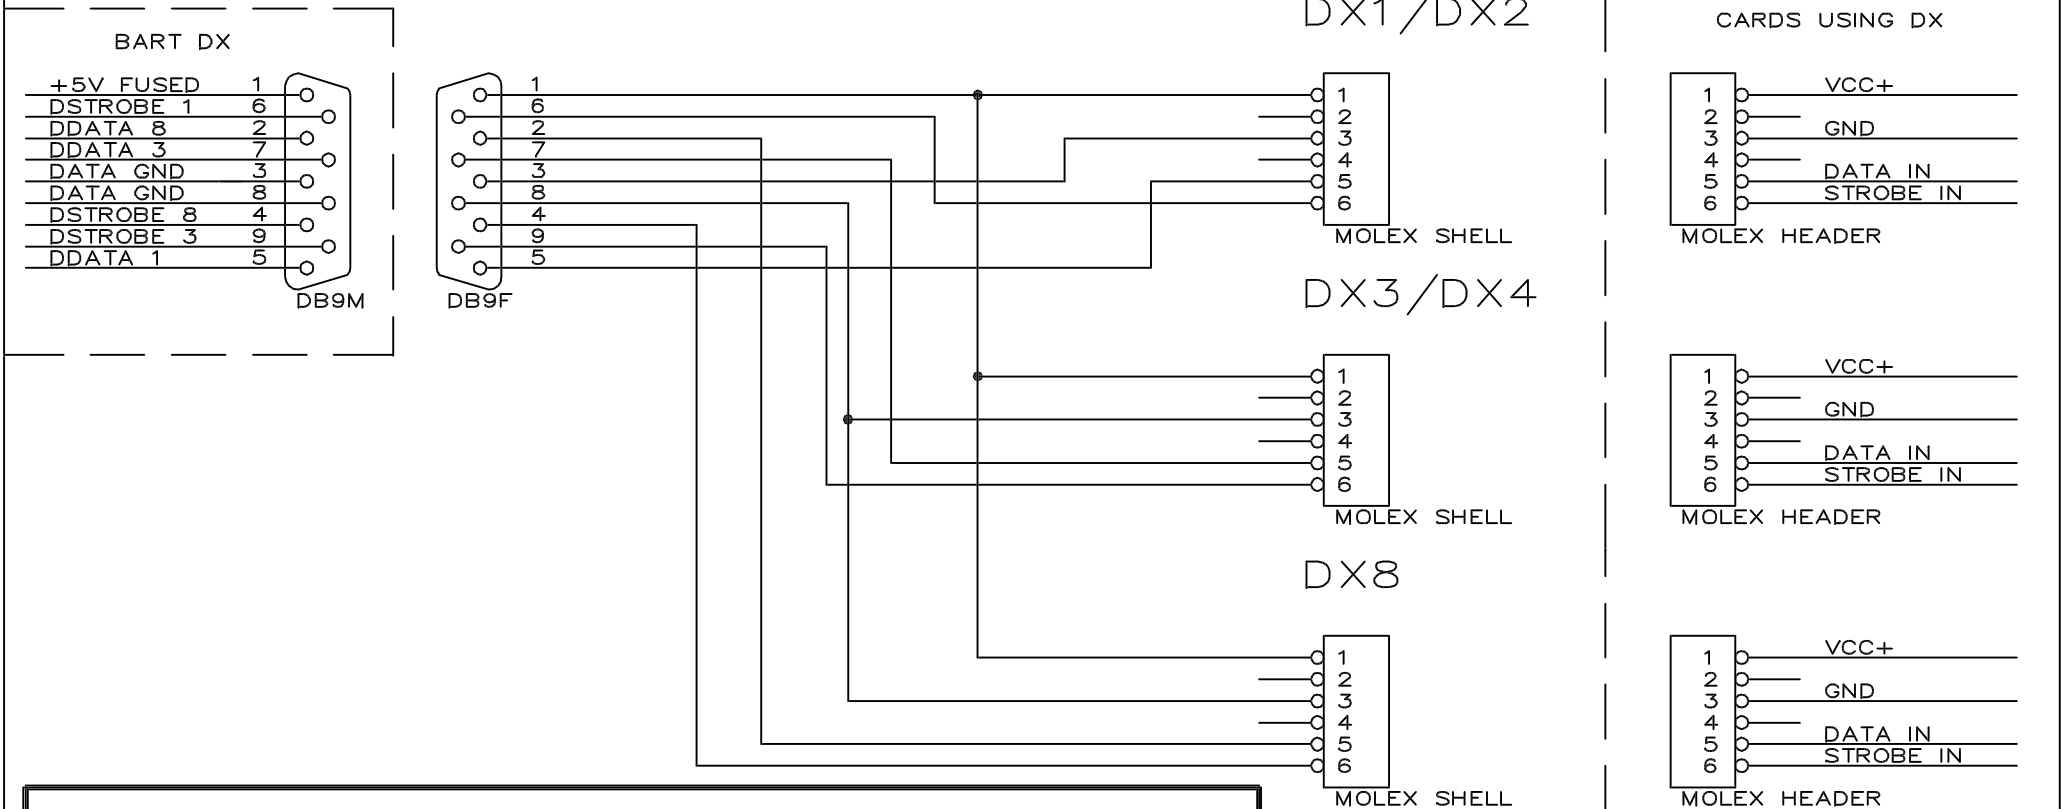 DX1/DX2
CARDS USING DX
BART DX
+5V FUSED 1
DSTROBE 1 6
DDATA 8 2
DDATA 3 7
DATA GND 3
DATA GND 8
DSTROBE 8 4
DSTROBE 3 9
DDATA 1 5
DB9M
1
6
2
7
3
8
4
9
5
DB9F
1
2
3
4
5
6
MOLEX SHELL
1 VCC+
2
3 GND
4
5 DATA IN
6 STROBE IN
MOLEX HEADER
DX3/DX4
1
2
3
4
5
6
MOLEX SHELL
1 VCC+
2
3 GND
4
5 DATA IN
6 STROBE IN
MOLEX HEADER
DX8
1
2
3
4
5
6
MOLEX SHELL
1 VCC+
2
3 GND
4
5 DATA IN
6 STROBE IN
MOLEX HEADER